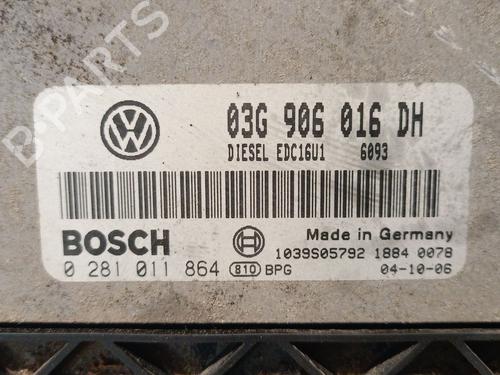 B-PARTS
03G 906 016 DH
DIESEL EDC16U1 6093
BOSCH
Made in Germany
1039S05792 1884 0078
0 281 011 864 810 BPG 04-10-06